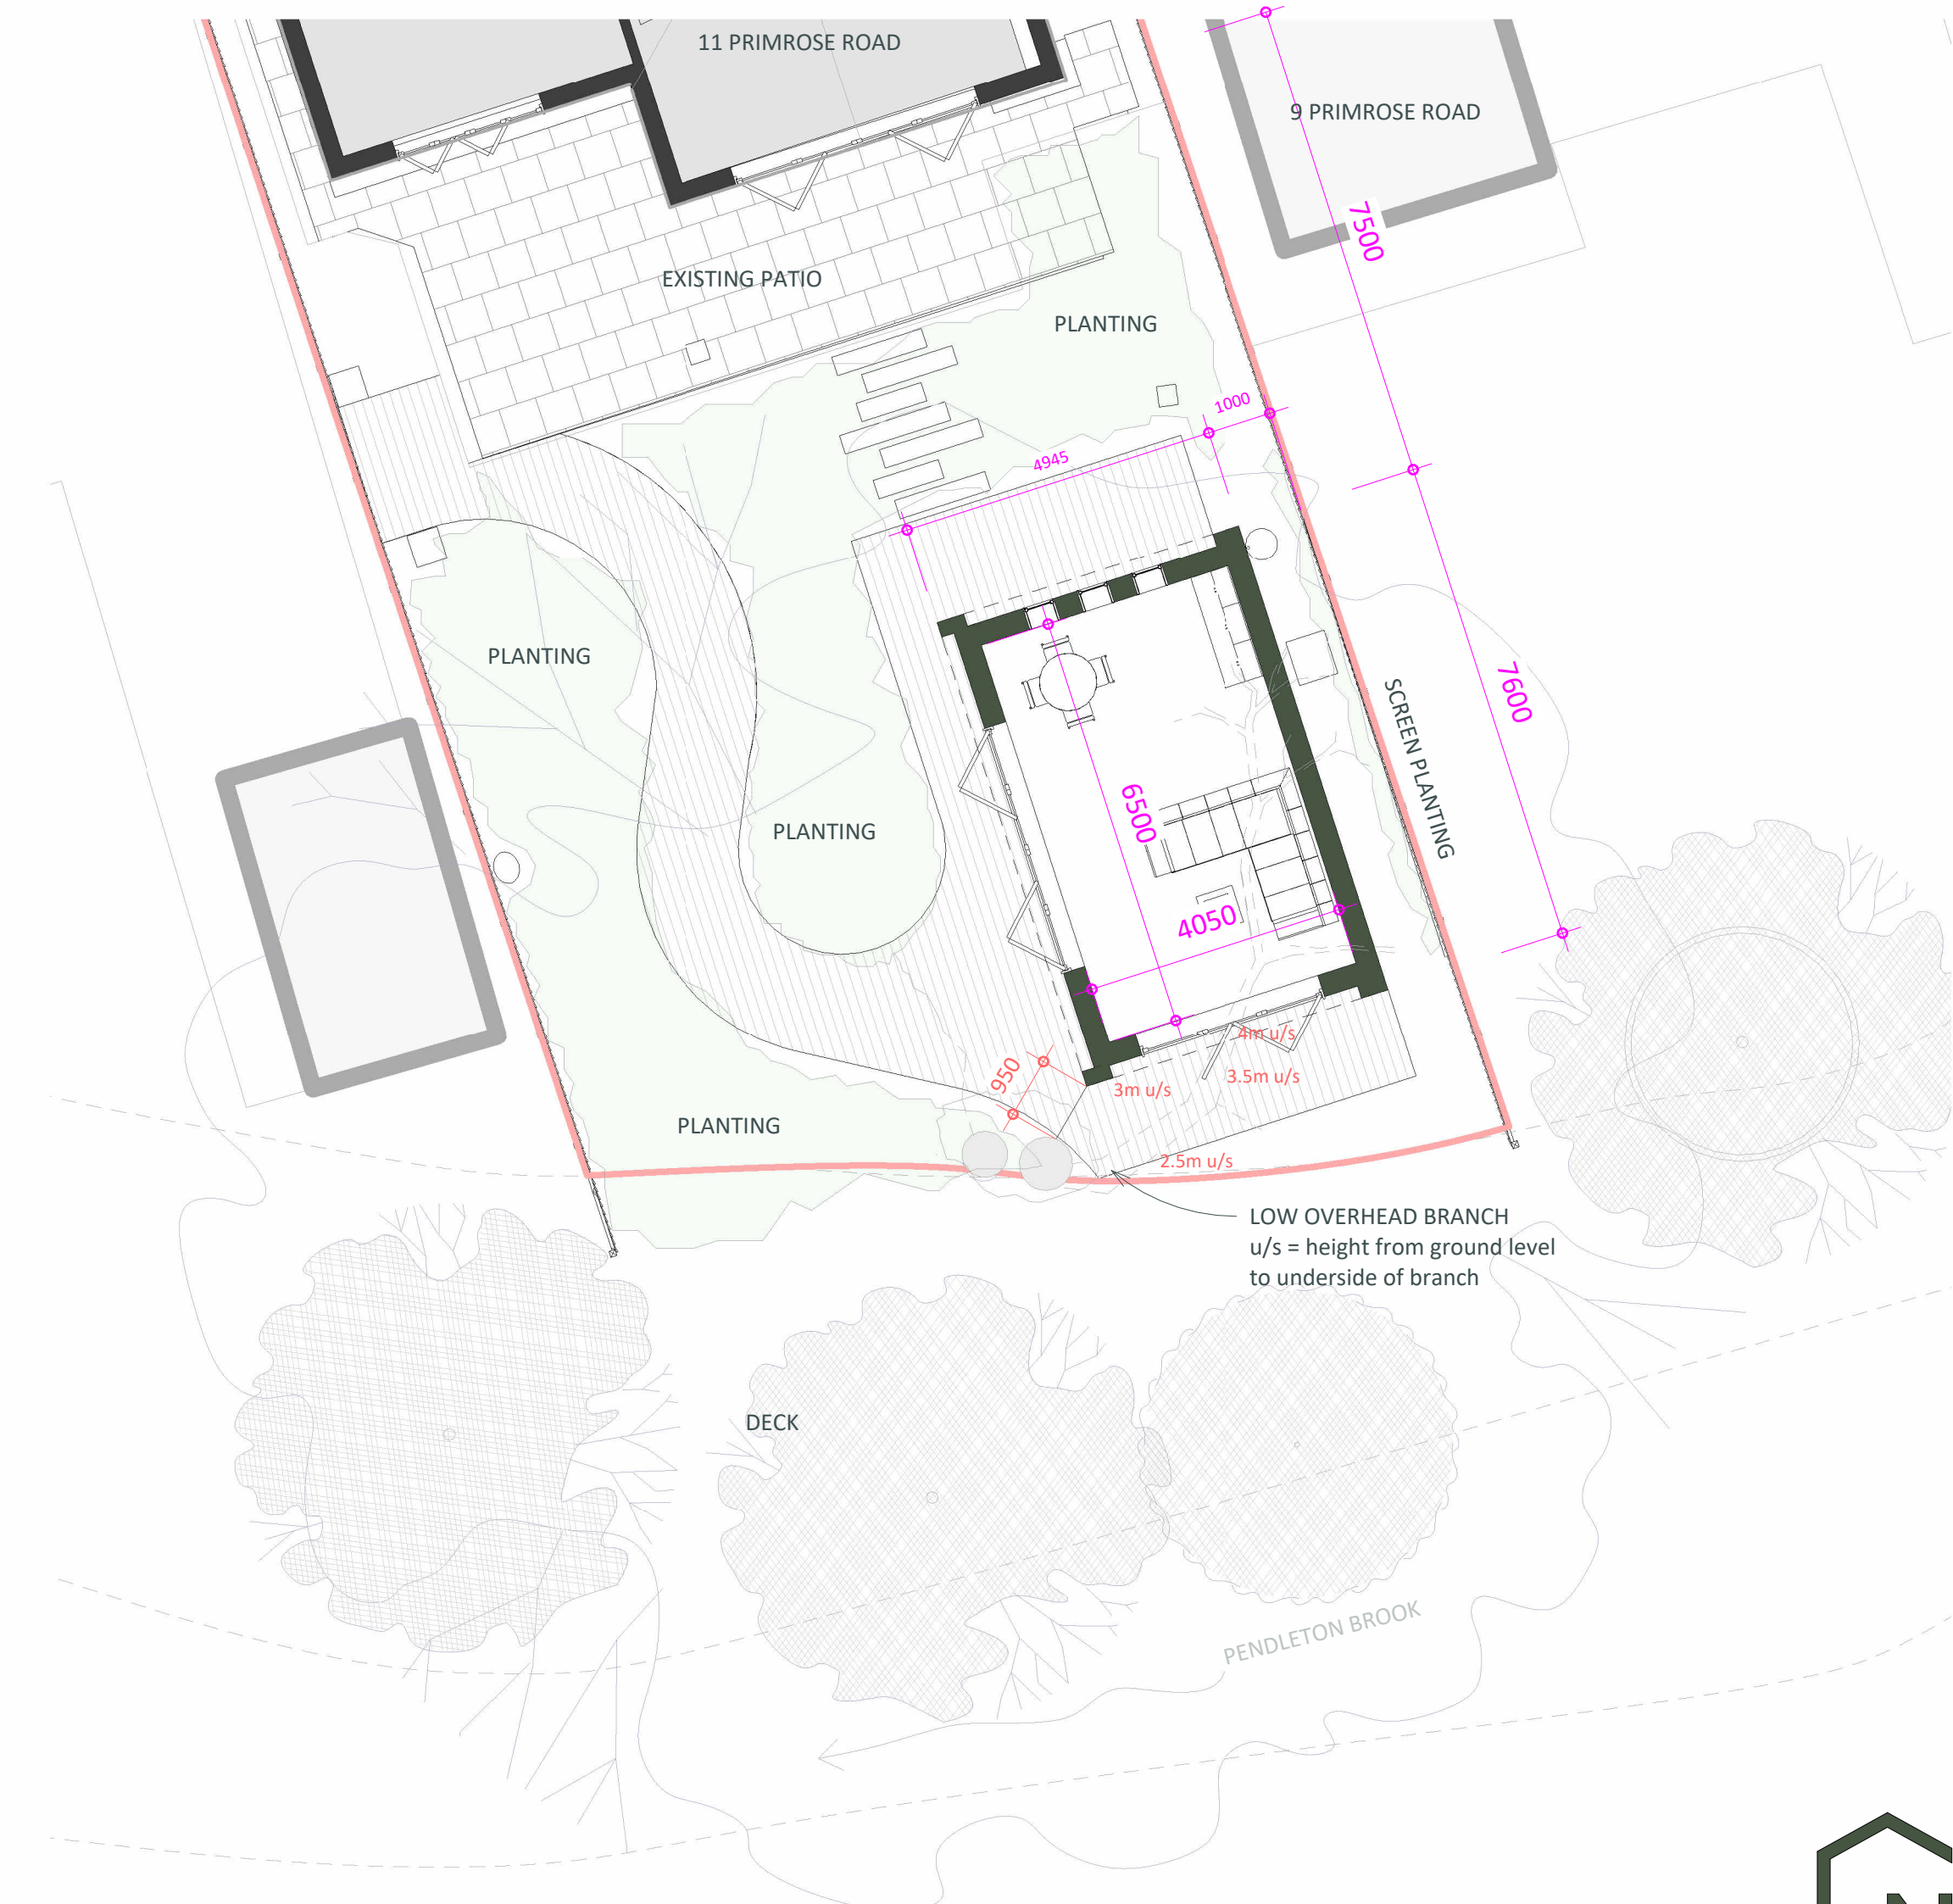 11 PRIMROSE ROAD
9 PRIMROSE ROAD
7500
EXISTING PATIO
PLANTING
1000
4945
PLANTING
7600
SCREEN PLANTING
6500
PLANTING
4050
4m u/s
950
3.5m u/s
3m u/s
PLANTING
2.5m u/s
LOW OVERHEAD BRANCH
u/s = height from ground level
to underside of branch
DECK
PENDLETON BROOK